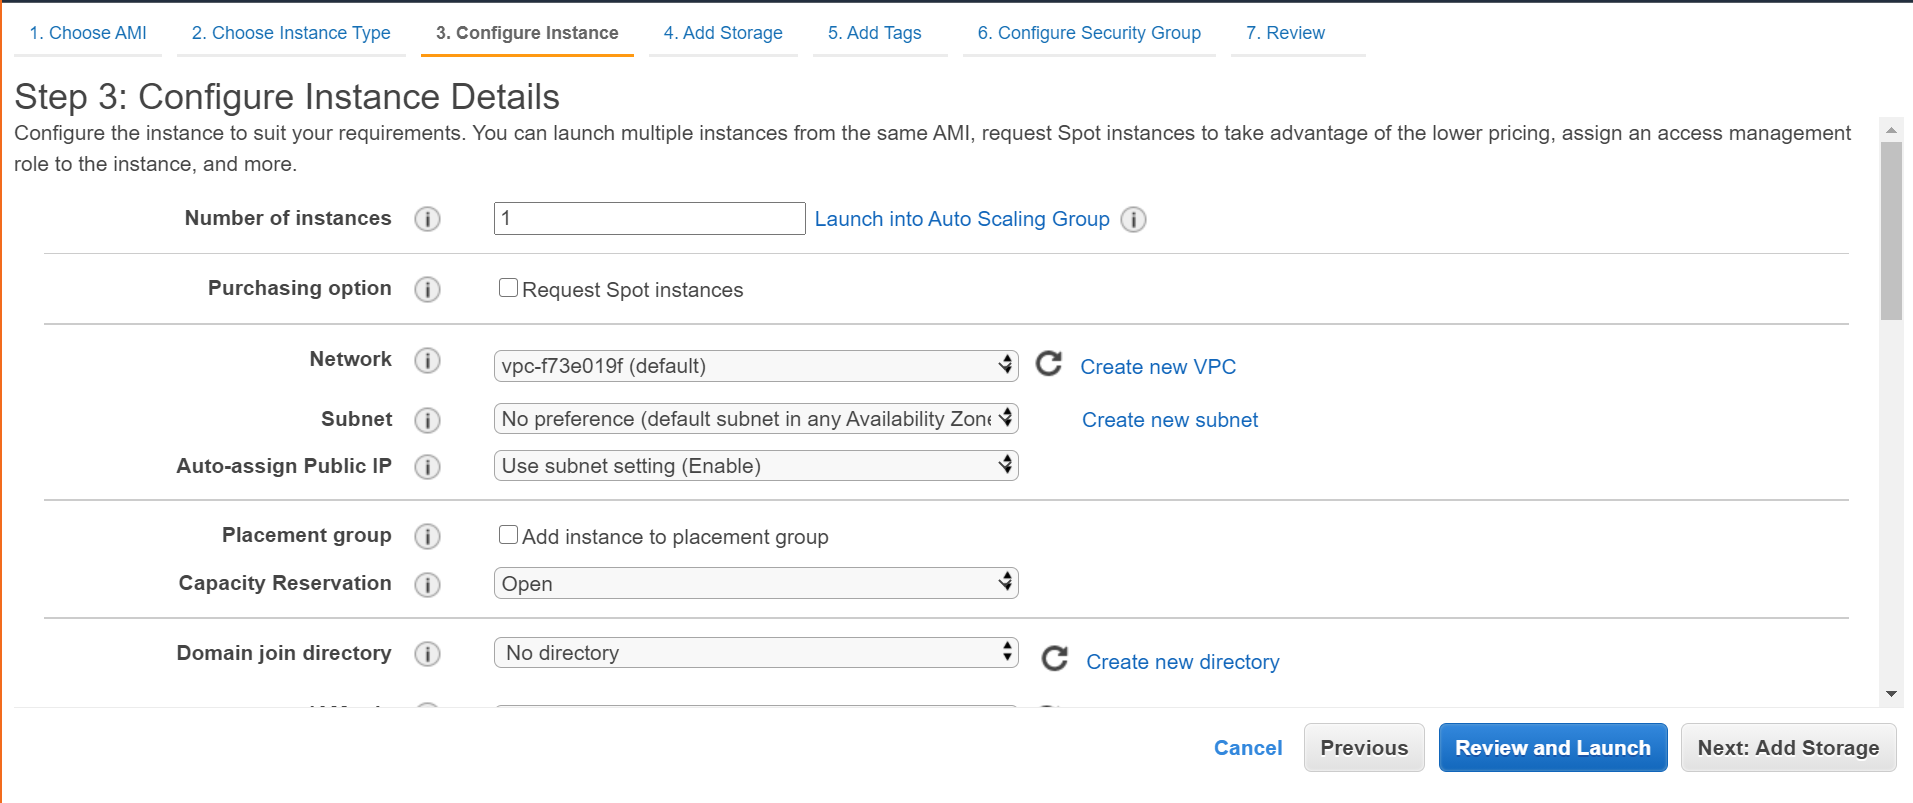 1. Choose AMI 2. Choose Instance Type 3. Configure Instance 4. Add Storage 5. Add Tags 6. Configure Security Group 7. Review
Step 3: Configure Instance Details
Configure the instance to suit your requirements. You can launch multiple instances from the same AMI, request Spot instances to take advantage of the lower pricing, assign an access management
role to the instance, and more.
Number of instances 1 Launch into Auto Scaling Group
Purchasing option Request Spot instances
Network vpc-f73e019f (default) Create new VPC
Subnet No preference (default subnet in any Availability Zone Create new subnet
Auto-assign Public IP Use subnet setting (Enable)
Placement group Add instance to placement group
Capacity Reservation Open
Domain join directory No directory Create new directory
Cancel Previous Review and Launch Next: Add Storage